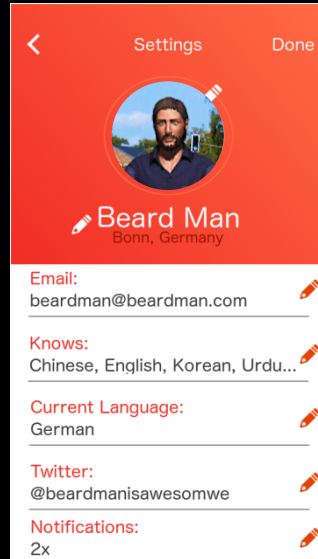 Settings
Done
Beard Man
Bonn, Germany
Email:
beardman@beardman.com
Knows:
Chinese, English, Korean, Urdu...
Current Language:
German
Twitter:
@beardmanisawesomwe
Notifications:
2x